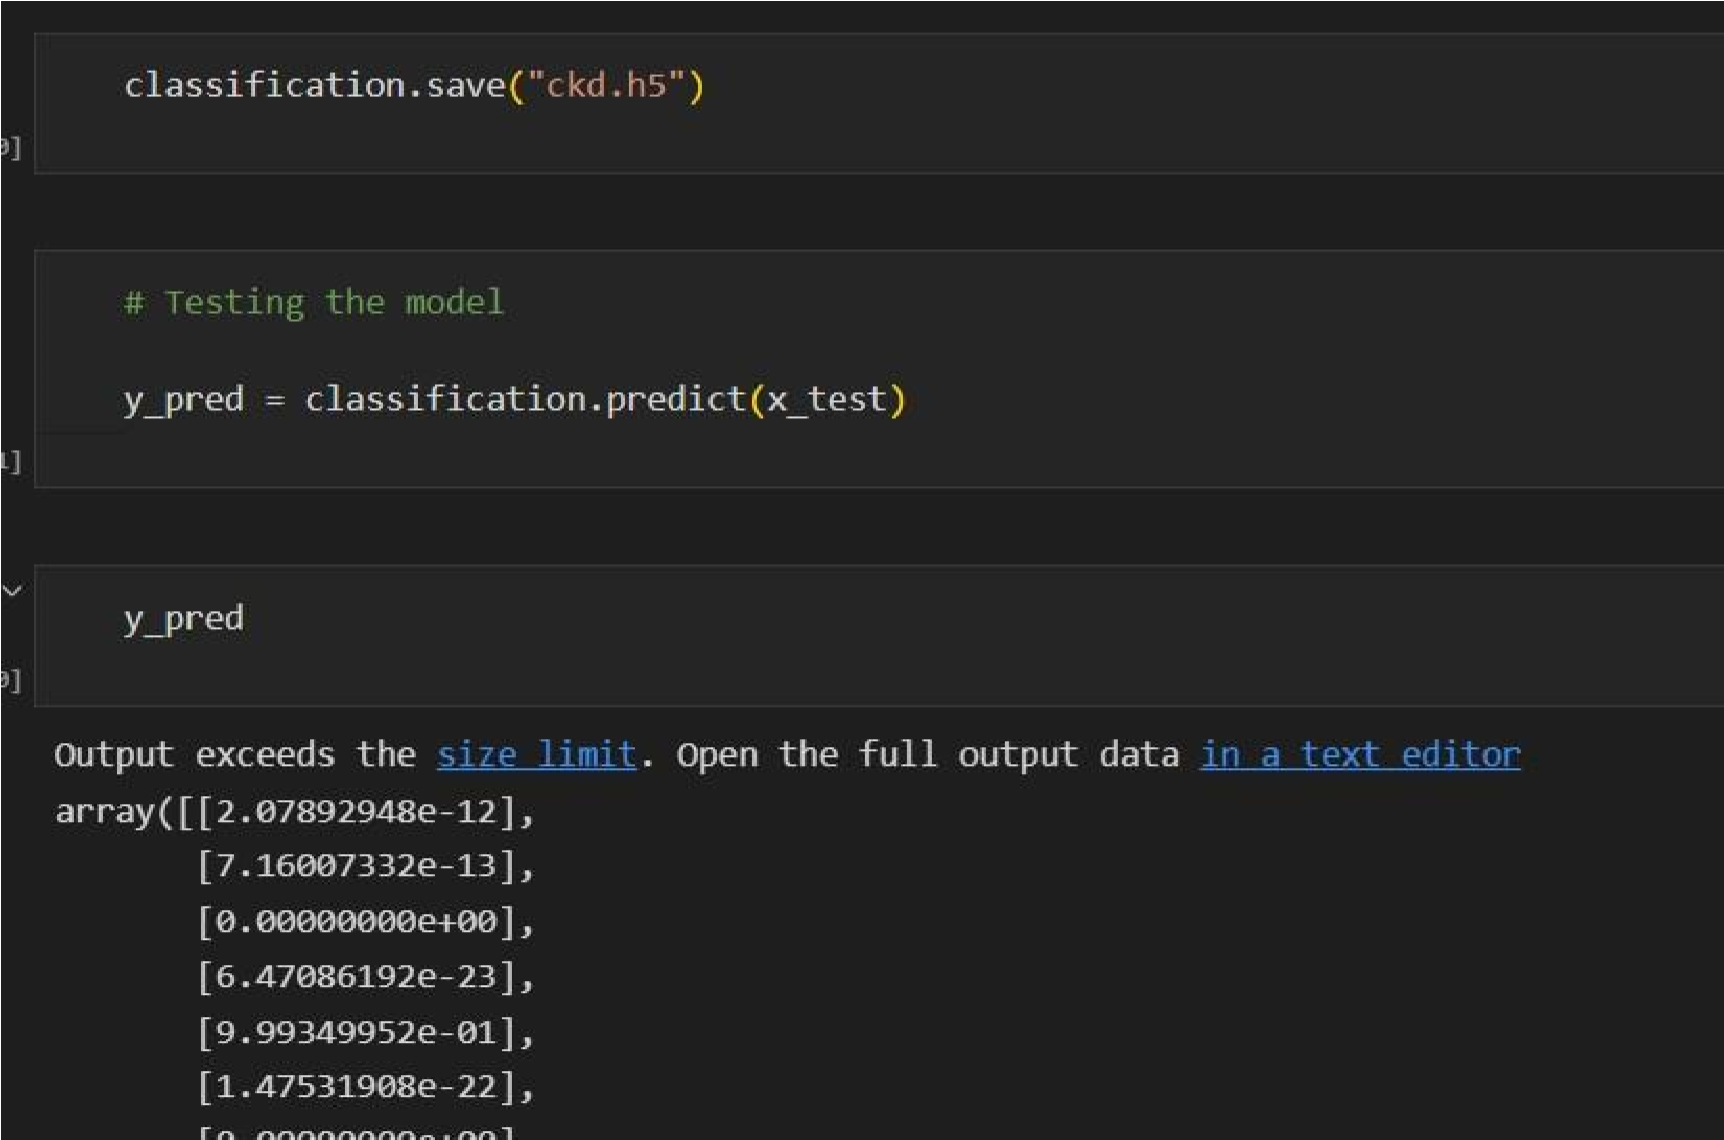 classification.save("ckd.h5")
# Testing the model
y_pred = classification.predict(x_test)
y_pred
Output exceeds the size limit. Open the full output data in a text editor
array([[2.07892948e-12],
[7.16007332e-13],
[0.00000000e+00],
[6.47086192e-23],
[9.99349952e-01],
[1.47531908e-22],